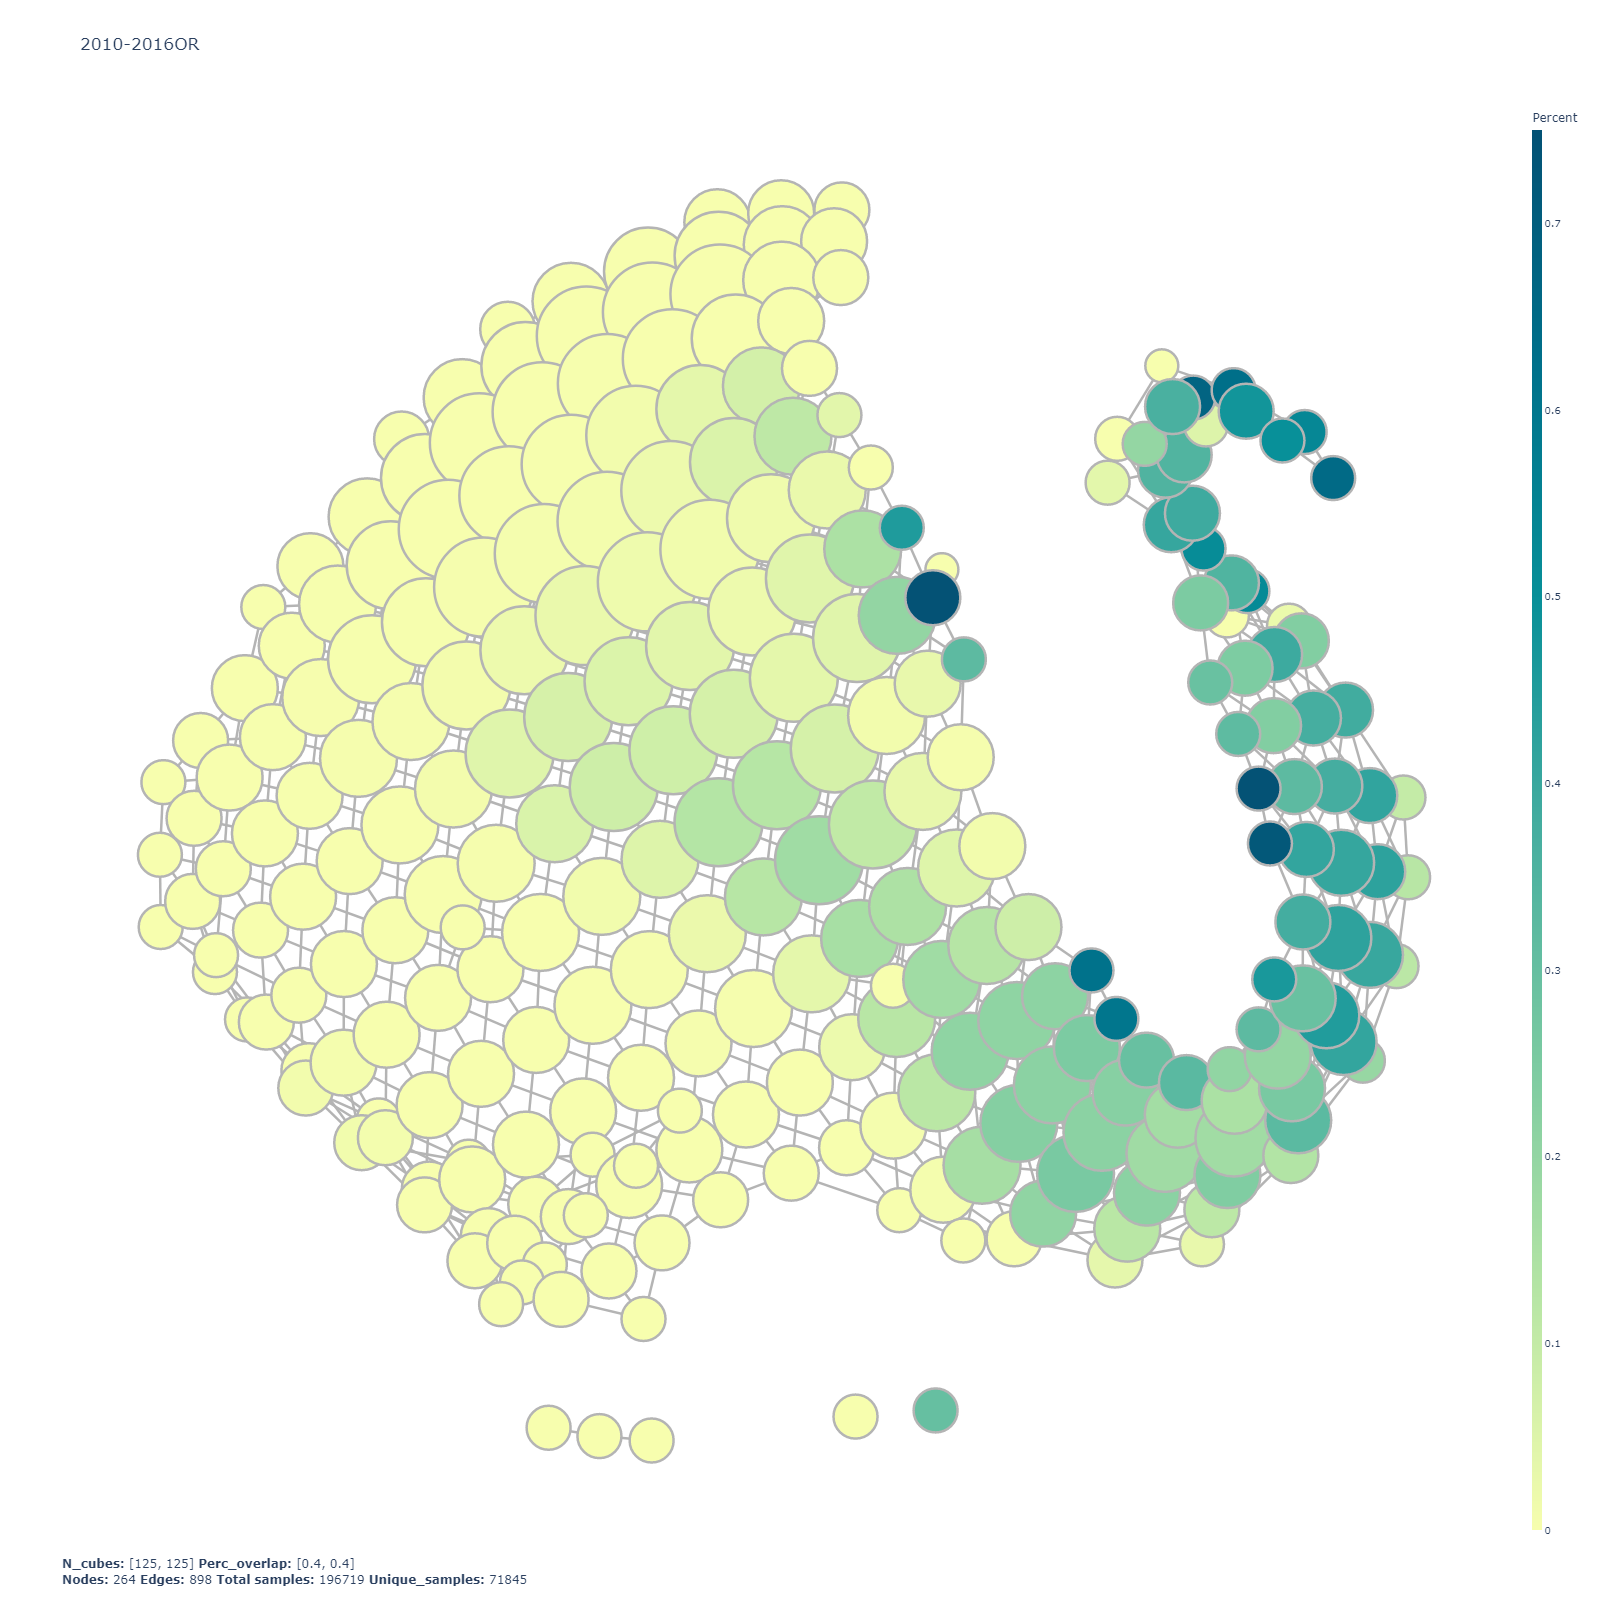 2010-2016OR
Percent
0.7
0.6
0.5
0.4
0.3
0.2
0.1
0
N_cubes: [125, 125] Perc_overlap: [0.4, 0.4]
Nodes: 264 Edges: 898 Total samples: 196719 Unique_samples: 71845